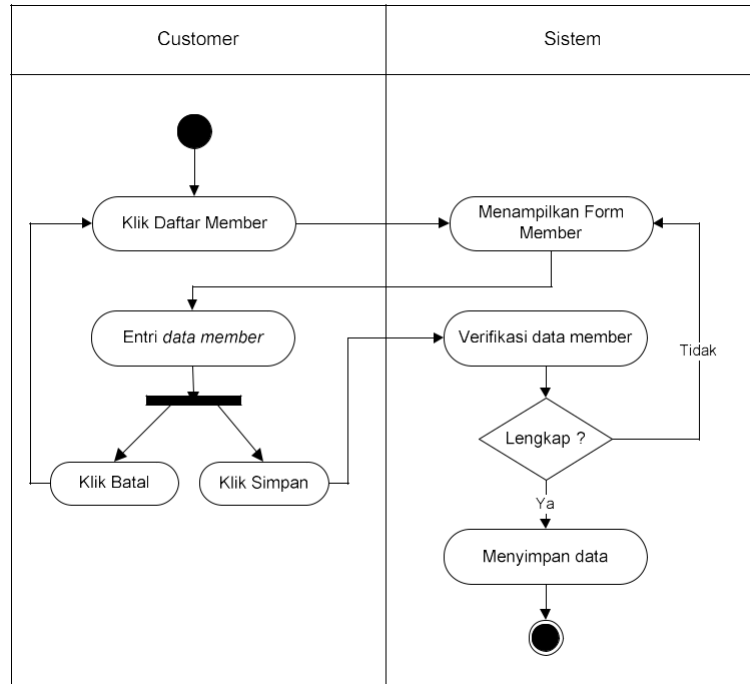 Customer
Sistem
Klik Daftar Member
Menampilkan Form
Member
Entri data member
Verifikasi data member
Tidak
Lengkap ?
Klik Batal
Klik Simpan
Ya
Menyimpan data